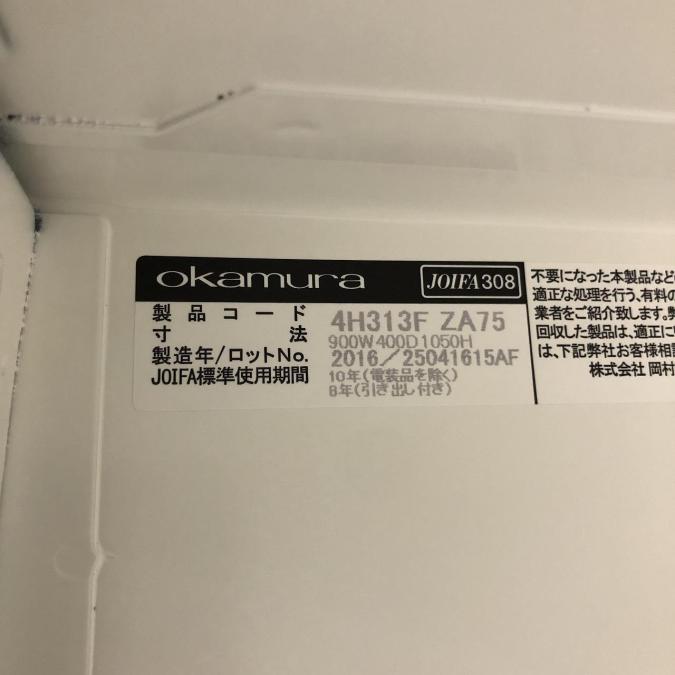 okamura JOIFA308
製品コード 4H313F ZA75
寸法 900W400D1050H
製造年/ロットNo. 2016/25041615AF
JOIFA標準使用期間 10年(電装品を除く)
8年(引き出し付き)
不要になった本製品など
適正な処理を行う、有料の
業者をご紹介致します。
回収した製品は、適正に
は、下記弊社お客様相
株式会社 岡村